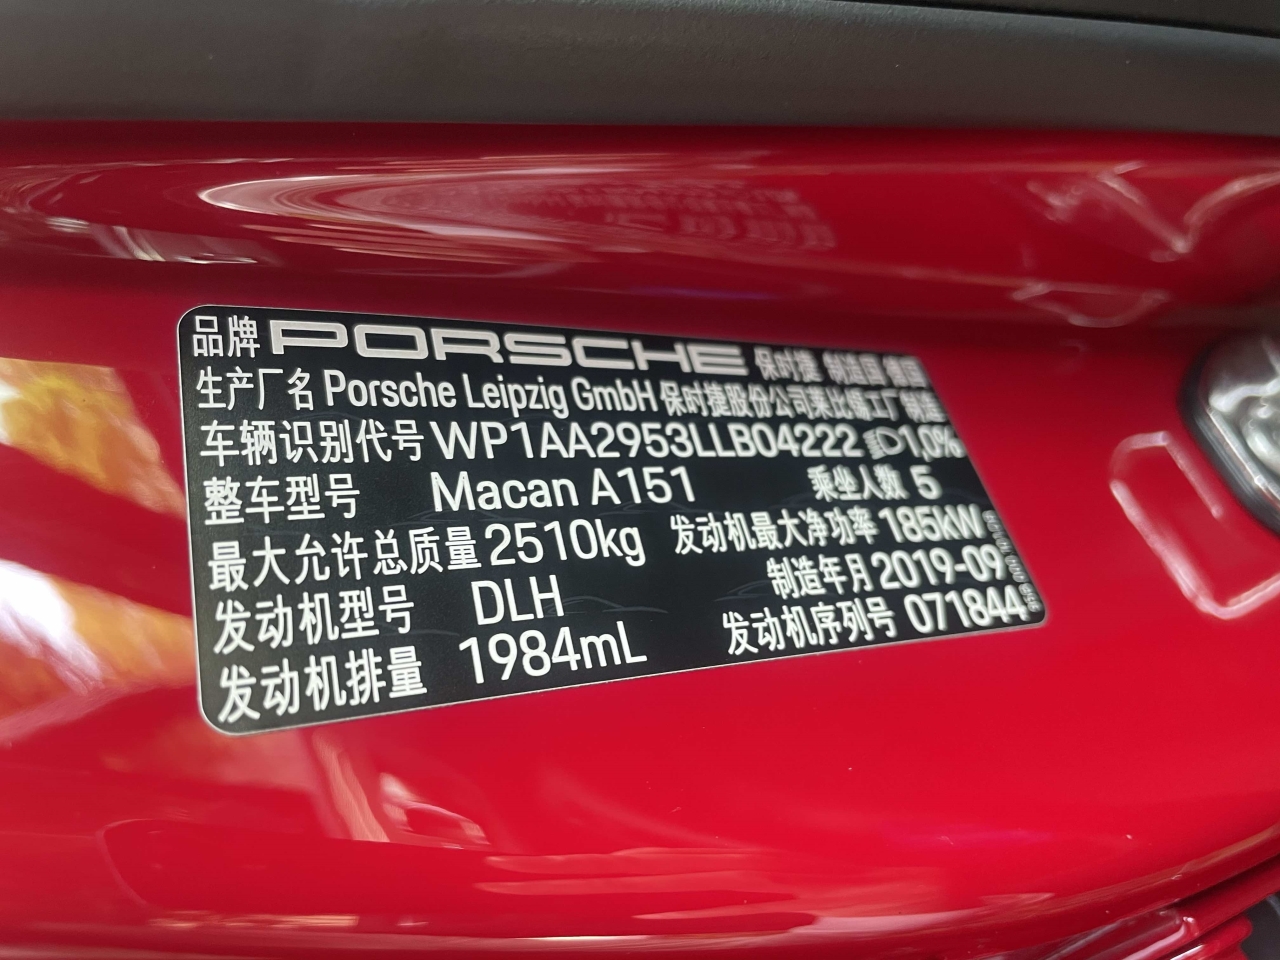 品牌 PORSCHE 保时捷 制造国 德国
生产厂名 Porsche Leipzig GmbH 保时捷股份公司莱比锡工厂制造
车辆识别代号 WP1AA2953LLB04222 1,0%
整车型号 Macan A151 乘坐人数 5
最大允许总质量 2510kg 发动机最大净功率 185kW
发动机型号 DLH 制造年月 2019-09
发动机排量 1984mL 发动机序列号 071844